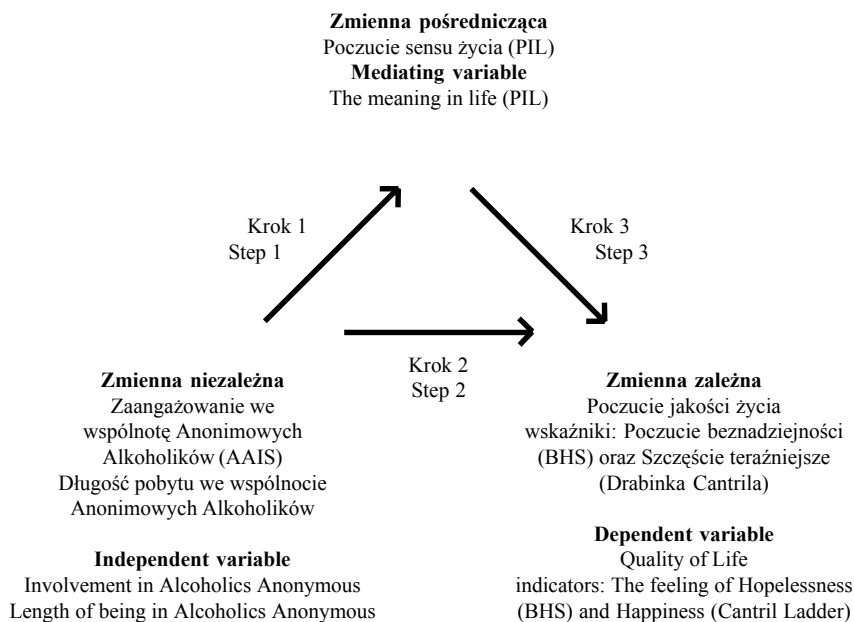 Zmienna pośrednicząca
Poczucie sensu życia (PIL)
Mediating variable
The meaning in life (PIL)
Krok 1
Step 1
Krok 3
Step 3
Krok 2
Step 2
Zmienna niezależna
Zaangażowanie we
wspólnotę Anonimowych
Alkoholików (AAIS)
Długość pobytu we wspólnocie
Anonimowych Alkoholików
Independent variable
Involvement in Alcoholics Anonymous
Length of being in Alcoholics Anonymous
Zmienna zależna
Poczucie jakości życia
wskaźniki: Poczucie beznadziejności
(BHS) oraz Szczęście teraźniejsze
(Drabinka Cantrila)
Dependent variable
Quality of Life
indicators: The feeling of Hopelessness
(BHS) and Happiness (Cantril Ladder)